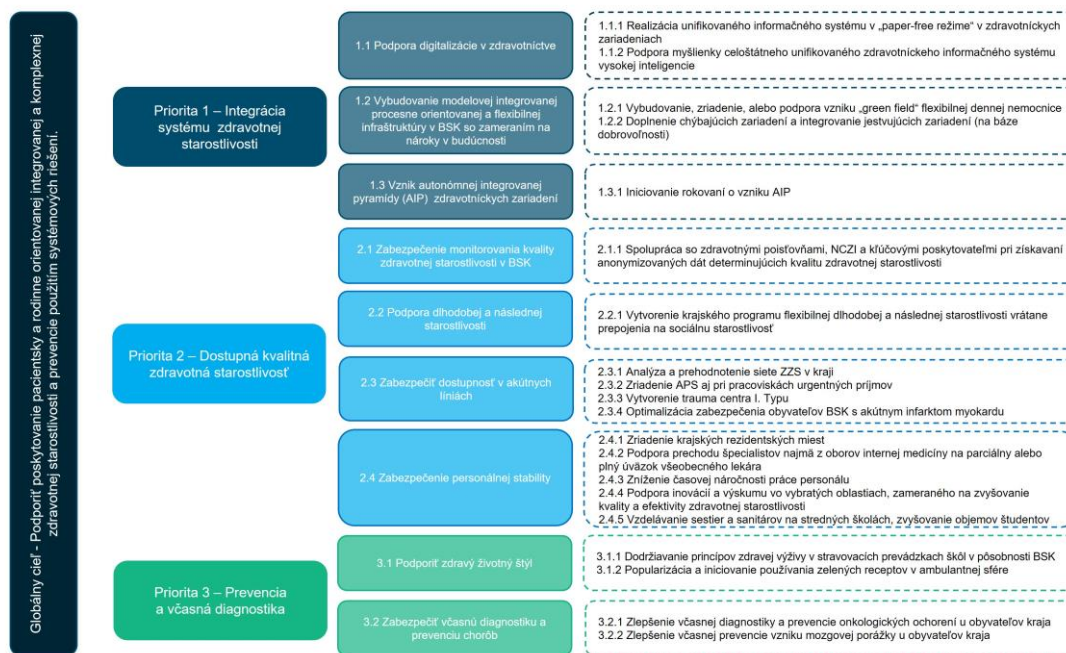 Globálny cieľ - Podporiť poskytovanie pacientsky a rodinne orientovanej integrovanej a komplexnej
zdravotnej starostlivosti a prevencie použitím systémových riešení.
Priorita 1 – Integrácia
systému zdravotnej
starostlivosti
1.1 Podpora digitalizácie v zdravotníctve
1.1.1 Realizácia unifikovaného informačného systému v „paper-free režime“ v zdravotníckych
zariadeniach
1.1.2 Podpora myšlienky celoštátneho unifikovaného zdravotníckeho informačného systému
vysokej inteligencie
1.2 Vybudovanie modelovej integrovanej
procesne orientovanej a flexibilnej
infraštruktúry v BSK so zameraním na
nároky v budúcnosti
1.2.1 Vybudovanie, zriadenie, alebo podpora vzniku „green field“ flexibilnej dennej nemocnice
1.2.2 Doplnenie chýbajúcich zariadení a integrovanie jestvujúcich zariadení (na báze
dobrovoľnosti)
1.3 Vznik autonómnej integrovanej
pyramídy (AIP) zdravotníckych zariadení
1.3.1 Iniciovanie rokovaní o vzniku AIP
Priorita 2 – Dostupná kvalitná
zdravotná starostlivosť
2.1 Zabezpečenie monitorovania kvality
zdravotnej starostlivosti v BSK
2.1.1 Spolupráca so zdravotnými poisťovňami, NCZI a kľúčovými poskytovateľmi pri získavaní
anonymizovaných dát determinujúcich kvalitu zdravotnej starostlivosti
2.2 Podpora dlhodobej a následnej
starostlivosti
2.2.1 Vytvorenie krajského programu flexibilnej dlhodobej a následnej starostlivosti vrátane
prepojenia na sociálnu starostlivosť
2.3 Zabezpečiť dostupnosť v akútnych
líniách
2.3.1 Analýza a prehodnotenie siete ZZS v kraji
2.3.2 Zriadenie APS aj pri pracoviskách urgentných príjmov
2.3.3 Vytvorenie trauma centra I. Typu
2.3.4 Optimalizácia zabezpečenia obyvateľov BSK s akútnym infarktom myokardu
2.4 Zabezpečenie personálnej stability
2.4.1 Zriadenie krajských rezidentských miest
2.4.2 Podpora prechodu špecialistov najmä z oborov internej medicíny na parciálny alebo
plný úväzok všeobecného lekára
2.4.3 Zníženie časovej náročnosti práce personálu
2.4.4 Podpora inovácií a výskumu vo vybratých oblastiach, zameraného na zvyšovanie
kvality a efektivity zdravotnej starostlivosti
2.4.5 Vzdelávanie sestier a sanitárov na stredných školách, zvyšovanie objemov študentov
Priorita 3 – Prevencia
a včasná diagnostika
3.1 Podporiť zdravý životný štýl
3.1.1 Dodržiavanie princípov zdravej výživy v stravovacích prevádzkach škôl v pôsobnosti BSK
3.1.2 Popularizácia a iniciovanie používania zelených receptov v ambulantnej sfére
3.2 Zabezpečiť včasnú diagnostiku a
prevenciu chorôb
3.2.1 Zlepšenie včasnej diagnostiky a prevencie onkologických ochorení u obyvateľov kraja
3.2.2 Zlepšenie včasnej prevencie vzniku mozgovej porážky u obyvateľov kraja